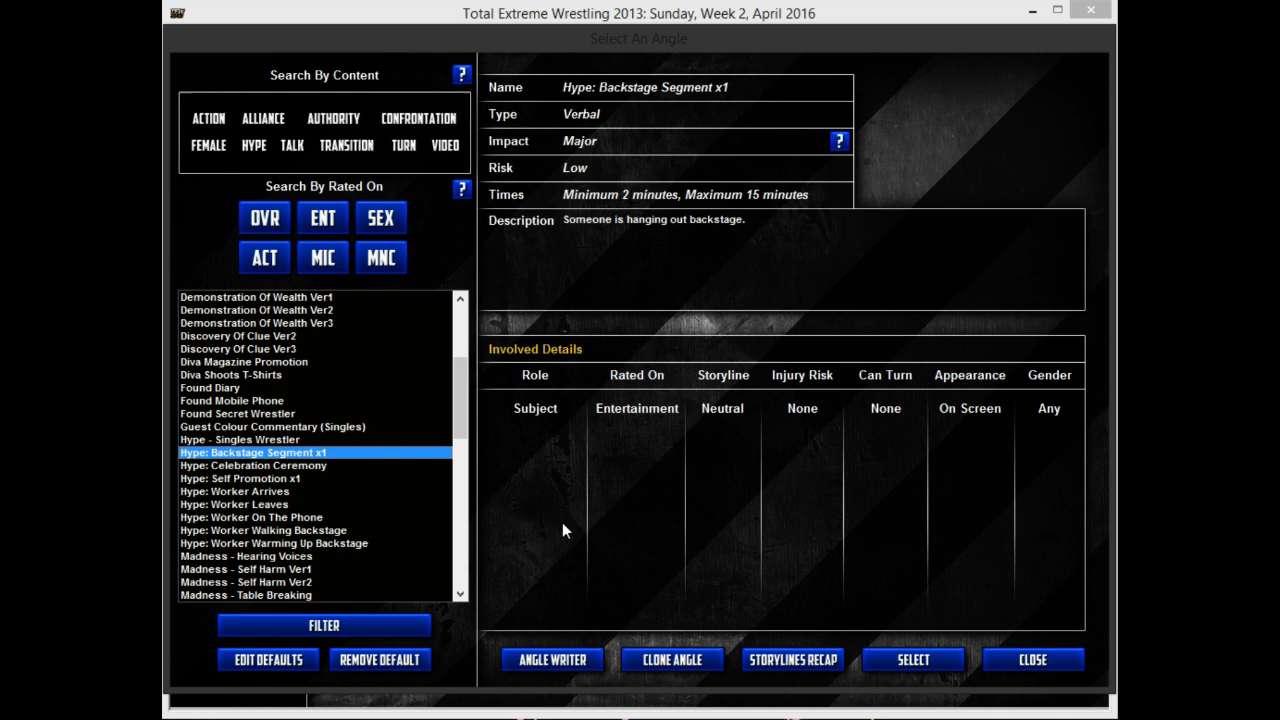 Total Extreme Wrestling 2013: Sunday, Week 2, April 2016
Select An Angle
Search By Content
?
ACTION ALLIANCE AUTHORITY CONFRONTATION
FEMALE HYPE TALK TRANSITION TURN VIDEO
Search By Rated On
?
OVR ENT SEX
ACT MIC MNC
Demonstration Of Wealth Ver1
Demonstration Of Wealth Ver2
Demonstration Of Wealth Ver3
Discovery Of Clue Ver2
Discovery Of Clue Ver3
Diva Magazine Promotion
Diva Shoots T-Shirts
Found Diary
Found Mobile Phone
Found Secret Wrestler
Guest Colour Commentary (Singles)
Hype - Singles Wrestler
Hype: Backstage Segment x1
Hype: Celebration Ceremony
Hype: Self Promotion x1
Hype: Worker Arrives
Hype: Worker Leaves
Hype: Worker On The Phone
Hype: Worker Walking Backstage
Hype: Worker Warming Up Backstage
Madness - Hearing Voices
Madness - Self Harm Ver1
Madness - Self Harm Ver2
Madness - Table Breaking
FILTER
EDIT DEFAULTS REMOVE DEFAULT
Name Hype: Backstage Segment x1
Type Verbal
Impact Major ?
Risk Low
Times Minimum 2 minutes, Maximum 15 minutes
Description Someone is hanging out backstage.
Involved Details
Role Rated On Storyline Injury Risk Can Turn Appearance Gender
Subject Entertainment Neutral None None On Screen Any
ANGLE WRITER CLONE ANGLE STORYLINES RECAP SELECT CLOSE